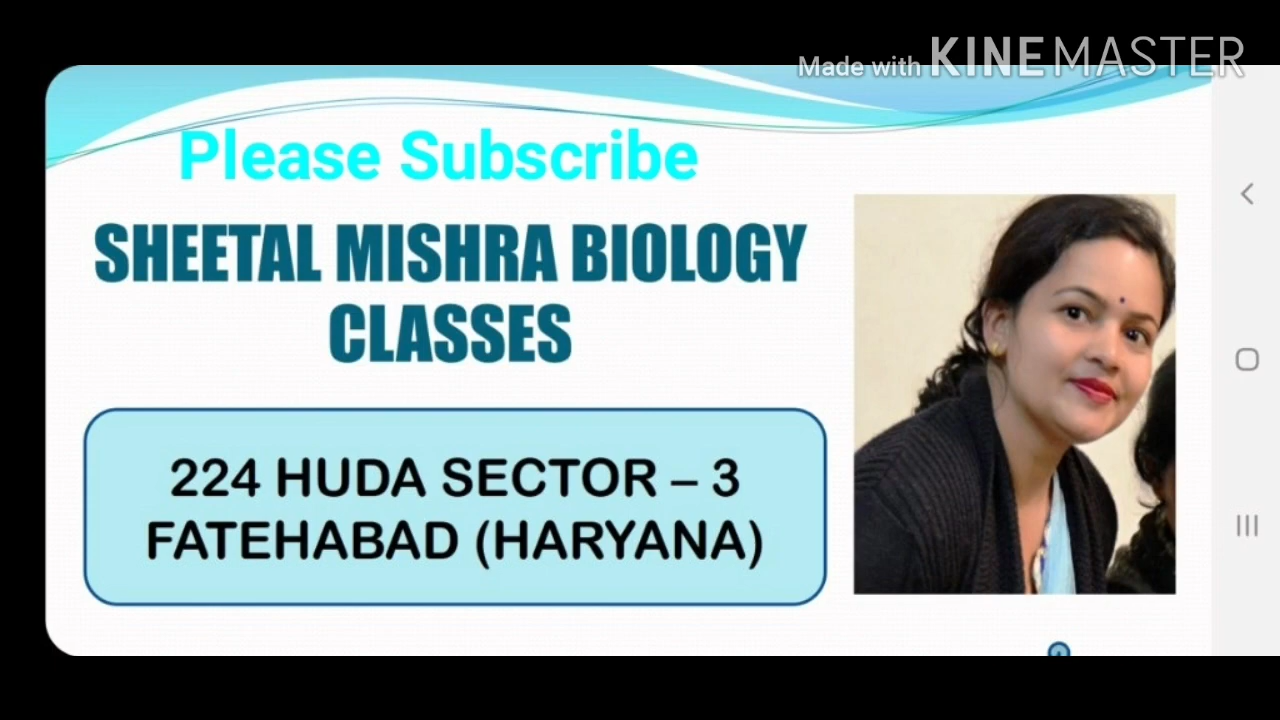 Made with KINEMASTER
Please Subscribe
SHEETAL MISHRA BIOLOGY
CLASSES
224 HUDA SECTOR – 3
FATEHABAD (HARYANA)